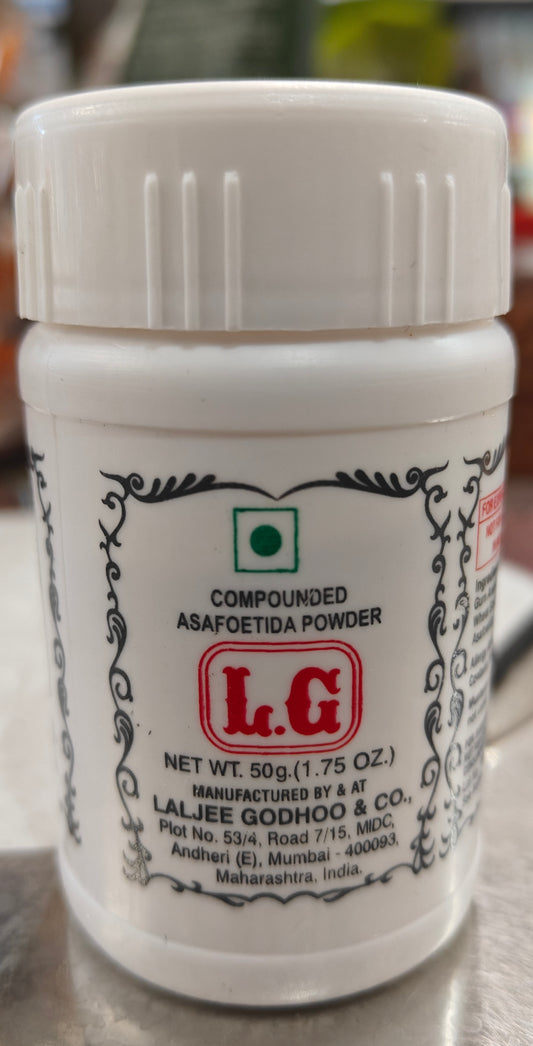 COMPOUNDED
ASAFOETIDA POWDER
L.G
NET WT. 50g.(1.75 OZ.)
MANUFACTURED BY & AT
LALJEE GODHOO & CO.,
Plot No. 53/4, Road 7/15, MIDC,
Andheri (E), Mumbai - 400093,
Maharashtra, India.